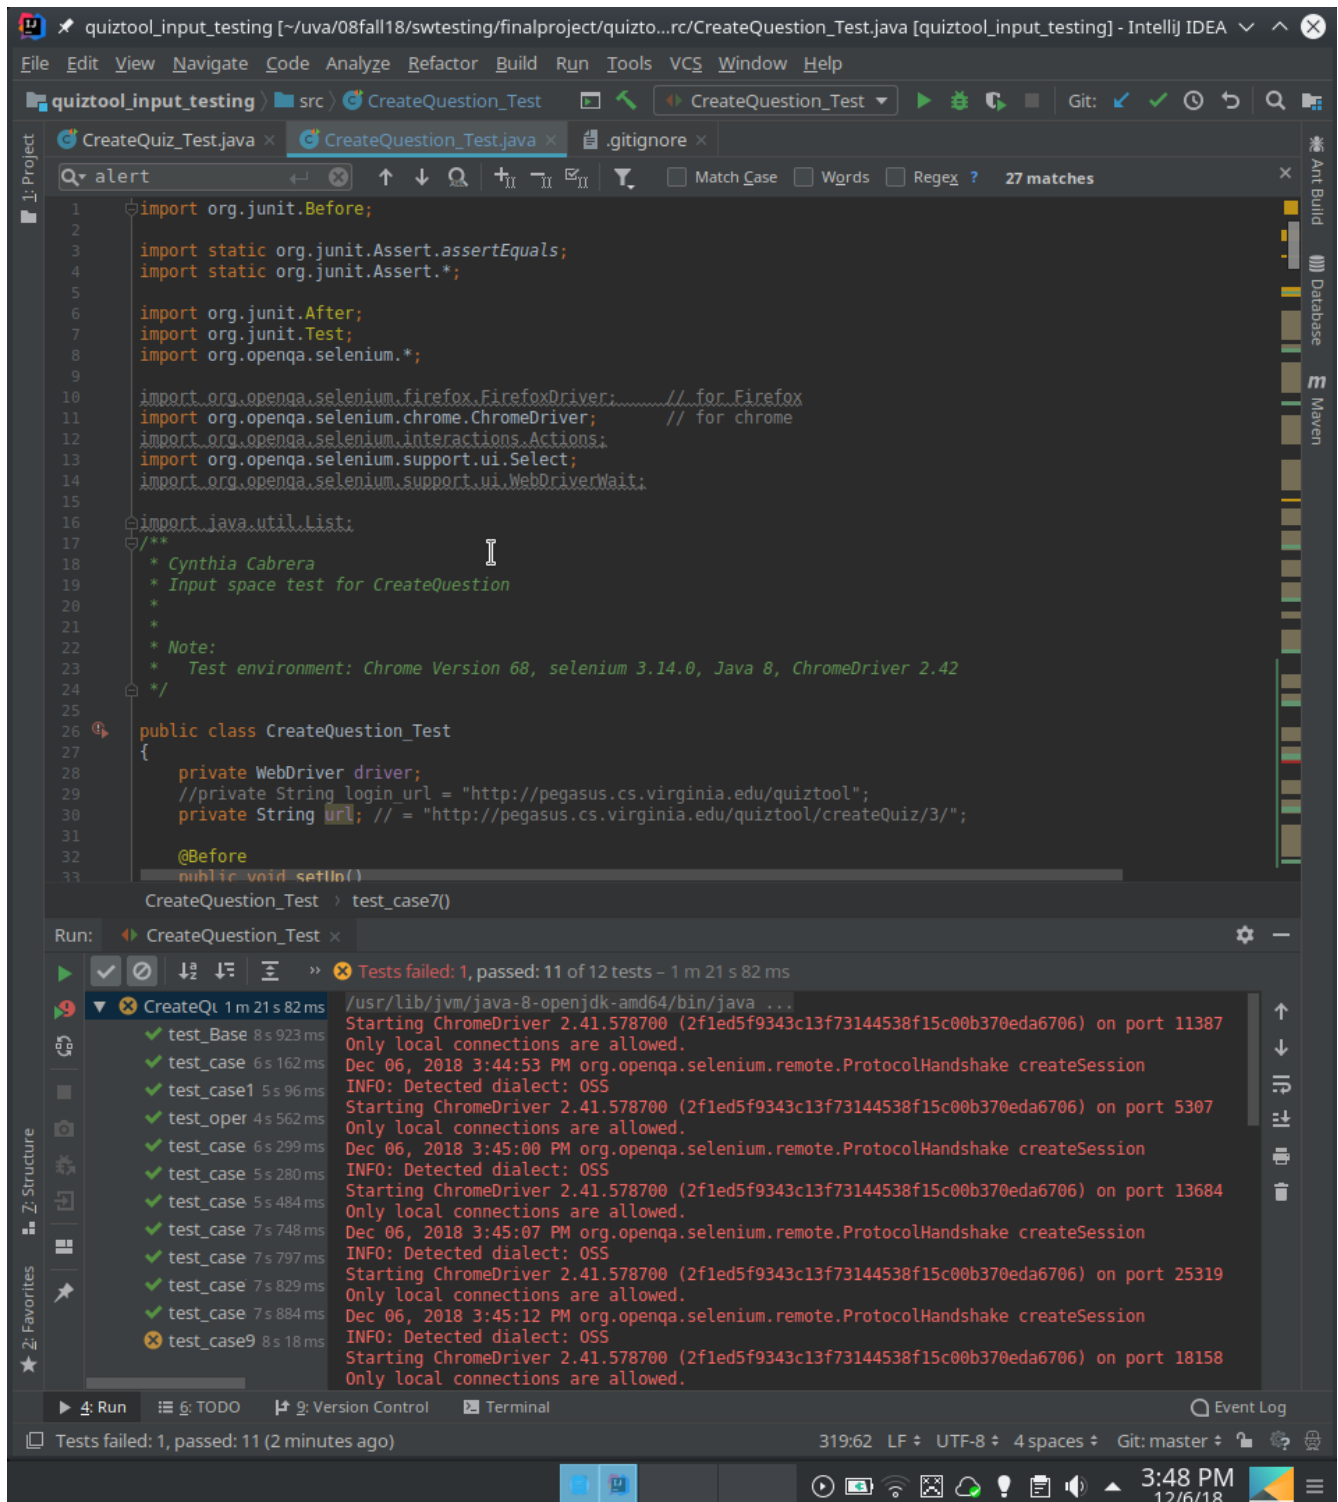 quiztool_input_testing [~/uva/08fall18/swtesting/finalproject/quizto...rc/CreateQuestion_Test.java [quiztool_input_testing] - IntelliJ IDEA
File Edit View Navigate Code Analyze Refactor Build Run Tools VCS Window Help
quiztool_input_testing src CreateQuestion_Test CreateQuestion_Test Git:
CreateQuiz_Test.java CreateQuestion_Test.java .gitignore
alert Match Case Words Regex ? 27 matches
1: Project
Ant Build
Database
Maven
1 import org.junit.Before;
2
3 import static org.junit.Assert.assertEquals;
4 import static org.junit.Assert.*;
5
6 import org.junit.After;
7 import org.junit.Test;
8 import org.openqa.selenium.*;
9
10 import org.openqa.selenium.firefox.FirefoxDriver; // for Firefox
11 import org.openqa.selenium.chrome.ChromeDriver; // for chrome
12 import org.openqa.selenium.interactions.Actions;
13 import org.openqa.selenium.support.ui.Select;
14 import org.openqa.selenium.support.ui.WebDriverWait;
15
16 import java.util.List;
17 /**
18 * Cynthia Cabrera
19 * Input space test for CreateQuestion
20 *
21 *
22 * Note:
23 * Test environment: Chrome Version 68, selenium 3.14.0, Java 8, ChromeDriver 2.42
24 */
25
26 public class CreateQuestion_Test
27 {
28 private WebDriver driver;
29 //private String login_url = "http://pegasus.cs.virginia.edu/quiztool";
30 private String url; // = "http://pegasus.cs.virginia.edu/quiztool/createQuiz/3/";
31
32 @Before
33 public void setUp()
CreateQuestion_Test › test_case7()
Run: CreateQuestion_Test
Tests failed: 1, passed: 11 of 12 tests – 1 m 21 s 82 ms
CreateQu 1 m 21 s 82 ms
test_Base 8 s 923 ms
test_case 6 s 162 ms
test_case1 5 s 96 ms
test_oper 4 s 562 ms
test_case 6 s 299 ms
test_case 5 s 280 ms
test_case 5 s 484 ms
test_case 7 s 748 ms
test_case 7 s 797 ms
test_case 7 s 829 ms
test_case 7 s 884 ms
test_case9 8 s 18 ms
/usr/lib/jvm/java-8-openjdk-amd64/bin/java ...
Starting ChromeDriver 2.41.578700 (2f1ed5f9343c13f73144538f15c00b370eda6706) on port 11387
Only local connections are allowed.
Dec 06, 2018 3:44:53 PM org.openqa.selenium.remote.ProtocolHandshake createSession
INFO: Detected dialect: OSS
Starting ChromeDriver 2.41.578700 (2f1ed5f9343c13f73144538f15c00b370eda6706) on port 5307
Only local connections are allowed.
Dec 06, 2018 3:45:00 PM org.openqa.selenium.remote.ProtocolHandshake createSession
INFO: Detected dialect: OSS
Starting ChromeDriver 2.41.578700 (2f1ed5f9343c13f73144538f15c00b370eda6706) on port 13684
Only local connections are allowed.
Dec 06, 2018 3:45:07 PM org.openqa.selenium.remote.ProtocolHandshake createSession
INFO: Detected dialect: OSS
Starting ChromeDriver 2.41.578700 (2f1ed5f9343c13f73144538f15c00b370eda6706) on port 25319
Only local connections are allowed.
Dec 06, 2018 3:45:12 PM org.openqa.selenium.remote.ProtocolHandshake createSession
INFO: Detected dialect: OSS
Starting ChromeDriver 2.41.578700 (2f1ed5f9343c13f73144538f15c00b370eda6706) on port 18158
Only local connections are allowed.
7: Structure
2: Favorites
4: Run 6: TODO 9: Version Control Terminal Event Log
Tests failed: 1, passed: 11 (2 minutes ago) 319:62 LF UTF-8 4 spaces Git: master
3:48 PM
12/6/18